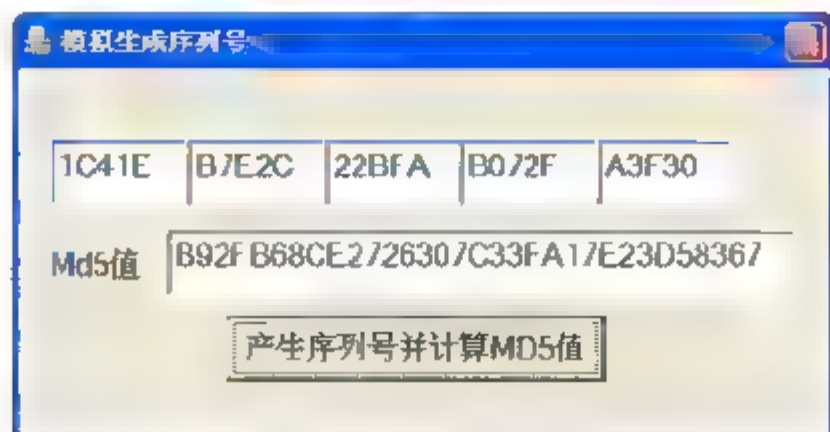 模拟生成序列号
1C41E B7E2C 22BFA B072F A3F30
Md5值 B92FB68CE2726307C33FA17E23D58367
产生序列号并计算MD5值